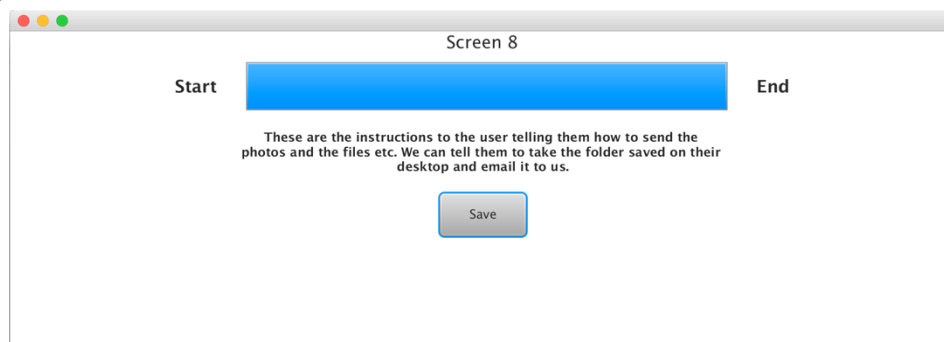 Screen 8
Start
End
These are the instructions to the user telling them how to send the
photos and the files etc. We can tell them to take the folder saved on their
desktop and email it to us.
Save